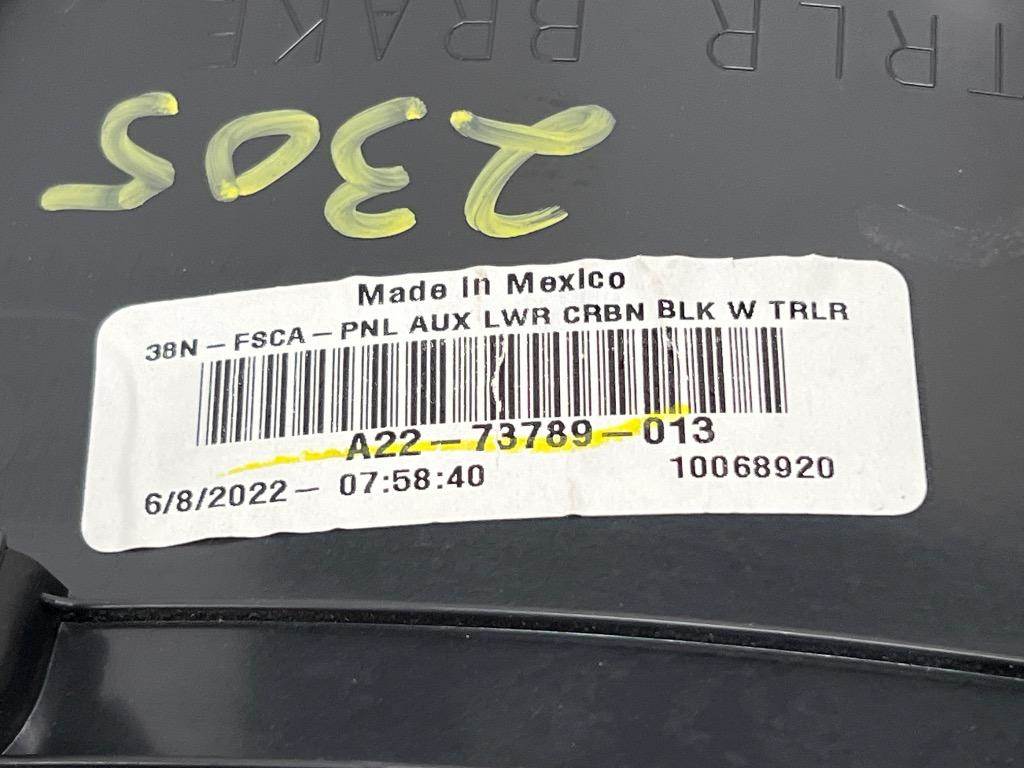 TRLR BRAKE
2305
Made In Mexico
38N-FSCA-PNL AUX LWR CRBN BLK W TRLR
A22-73789-013
6/8/2022- 07:58:40 10068920